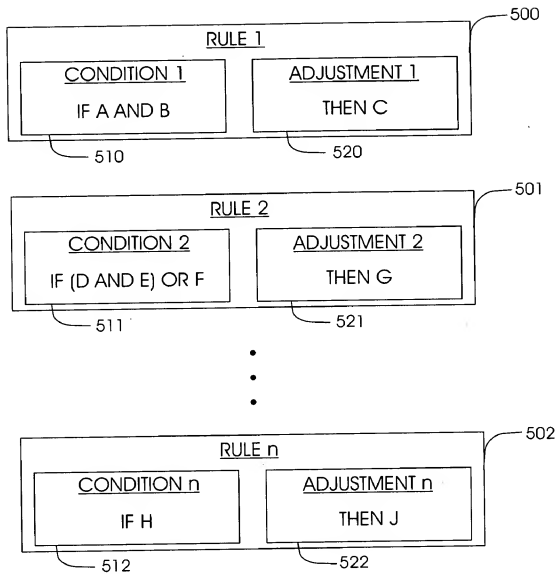 500
RULE 1
CONDITION 1
ADJUSTMENT 1
IF A AND B
THEN C
510
520
501
RULE 2
CONDITION 2
ADJUSTMENT 2
IF (D AND E) OR F
THEN G
511
521
502
RULE n
CONDITION n
ADJUSTMENT n
IF H
THEN J
512
522